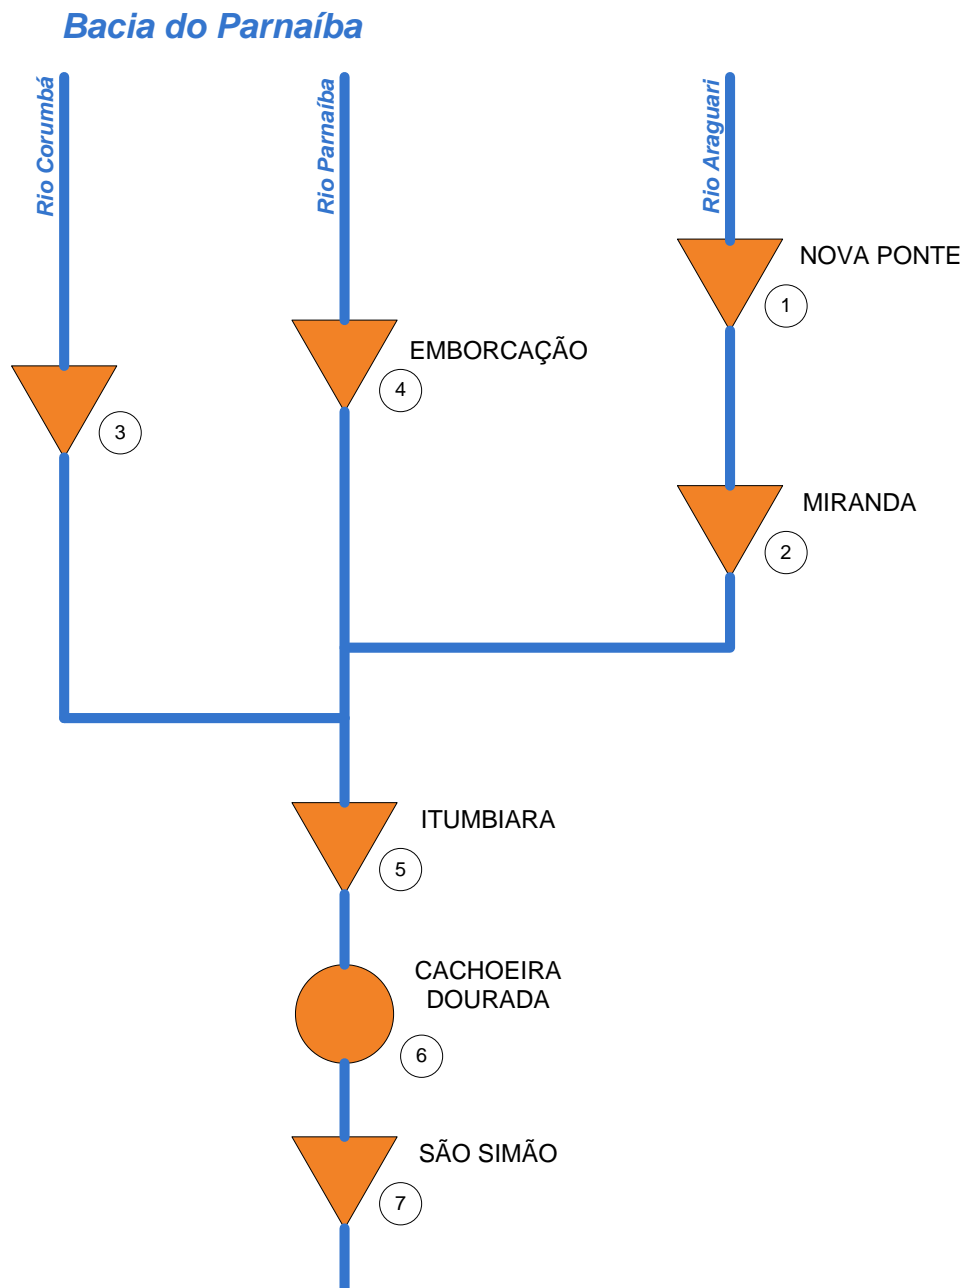 Bacia do Parnaíba
Rio Corumbá
Rio Parnaíba
Rio Araguari
NOVA PONTE
1
EMBORCAÇÃO
4
3
MIRANDA
2
ITUMBIARA
5
CACHOEIRA
DOURADA
6
SÃO SIMÃO
7